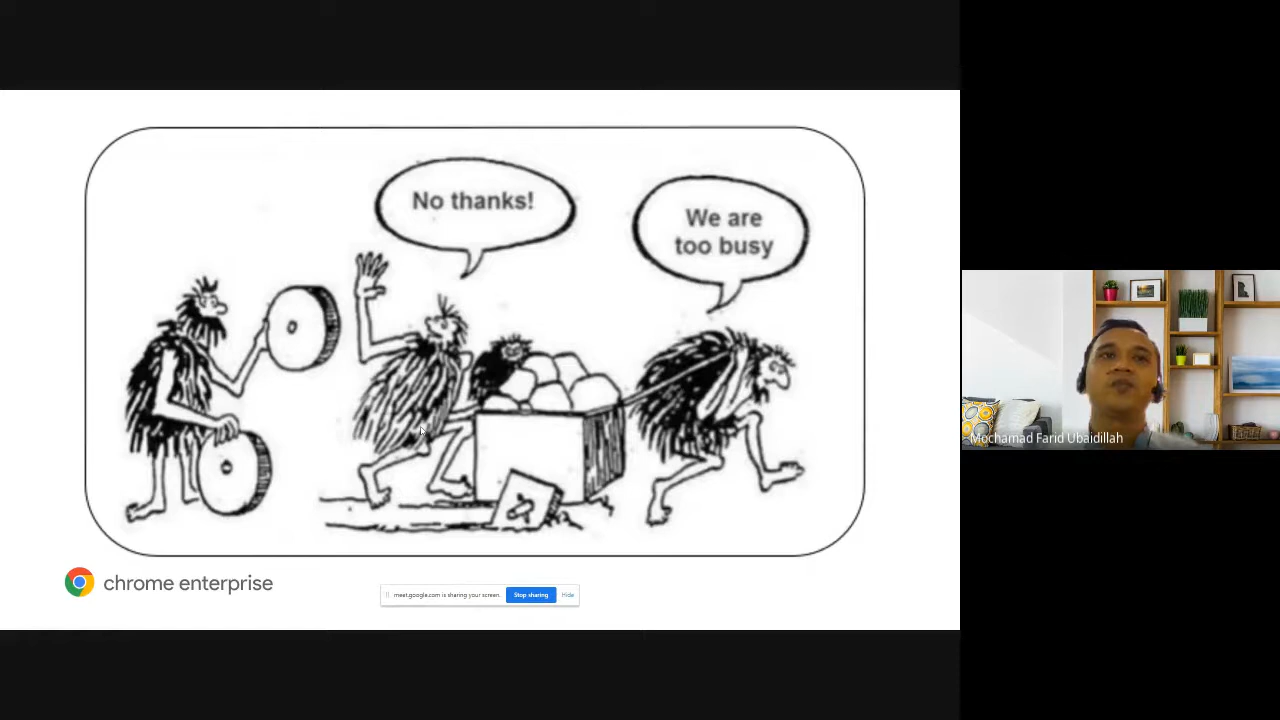 No thanks!
We are
too busy
chrome enterprise
meet.google.com is sharing your screen.
Stop sharing
Hide
Mochamad Farid Ubaidillah